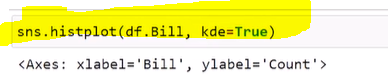 sns.histplot(df.Bill, kde=True)
<Axes: xlabel='Bill', ylabel='Count'>